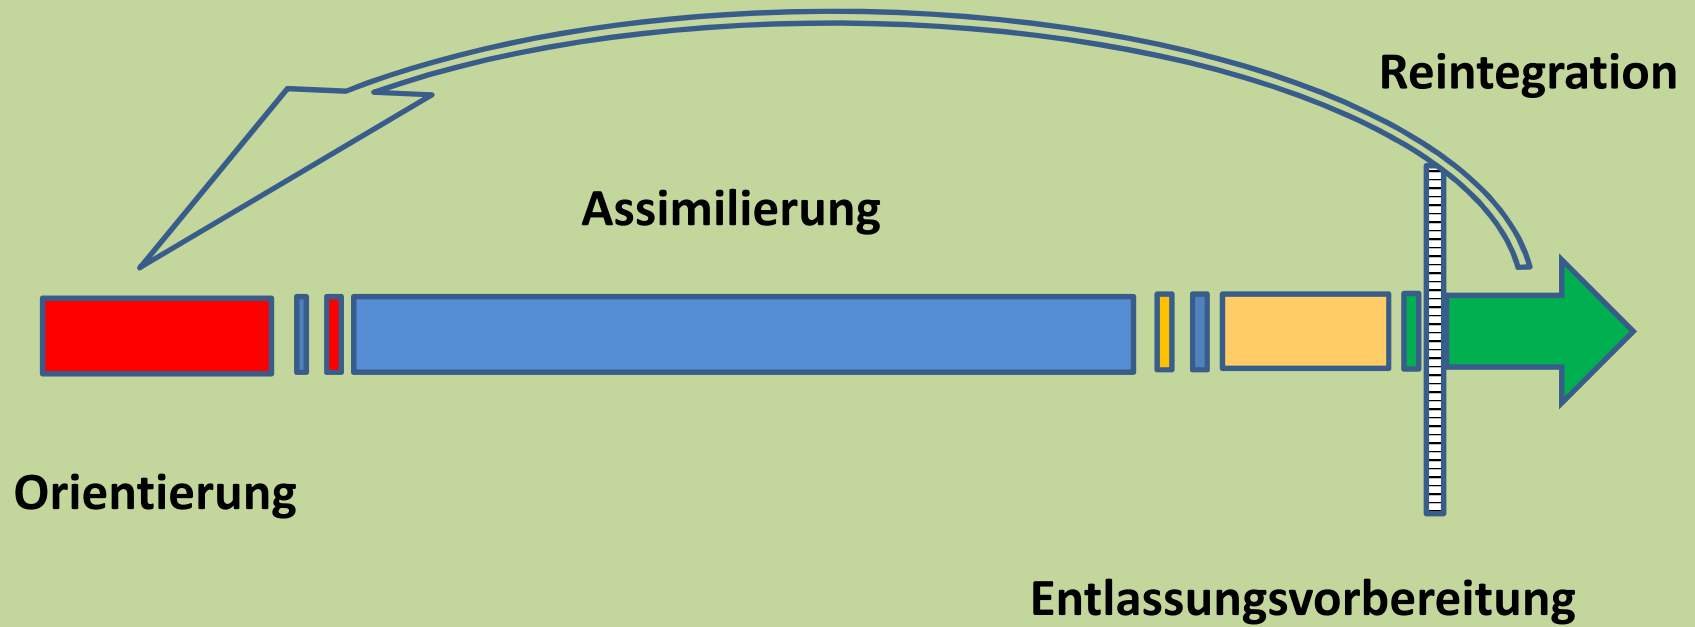 Reintegration
Assimilierung
Orientierung
Entlassungsvorbereitung